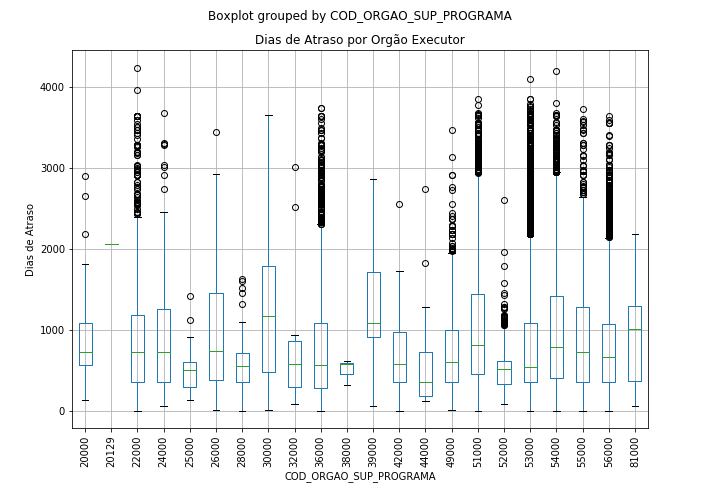 Boxplot grouped by COD_ORGAO_SUP_PROGRAMA
Dias de Atraso por Orgão Executor
Dias de Atraso
4000
3000
2000
1000
0
20000 20129 22000 24000 25000 26000 28000 30000 32000 36000 38000 39000 42000 44000 49000 51000 52000 53000 54000 55000 56000 81000
COD_ORGAO_SUP_PROGRAMA